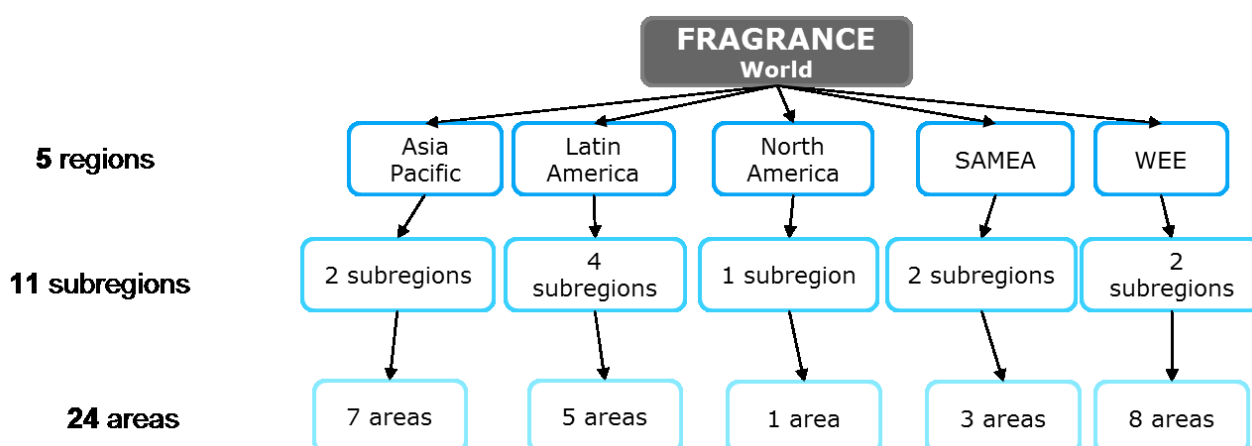 FRAGRANCE
World
5 regions
Asia
Pacific
Latin
America
North
America
SAMEA
WEE
11 subregions
2 subregions
4
subregions
1 subregion
2 subregions
2
subregions
24 areas
7 areas
5 areas
1 area
3 areas
8 areas